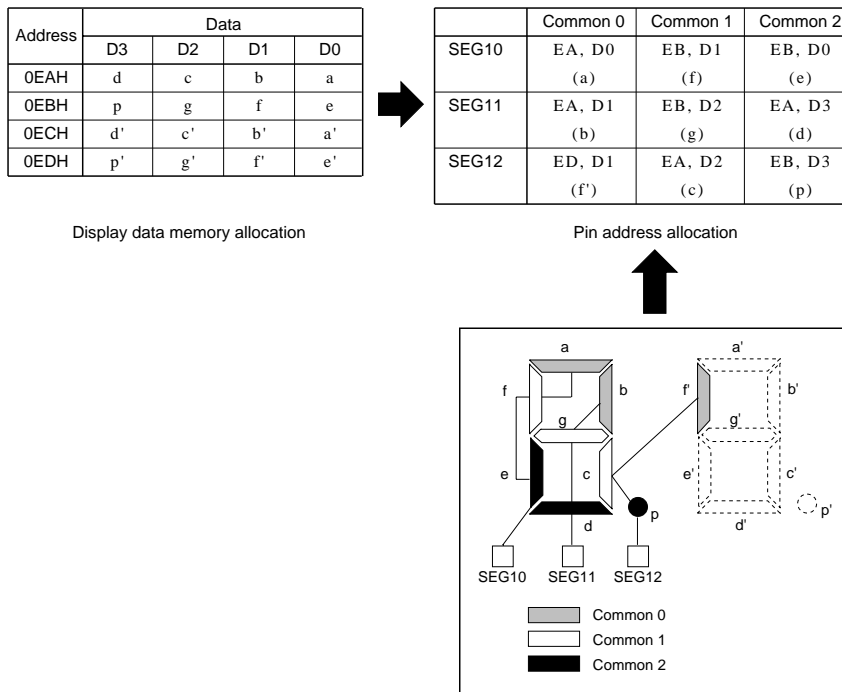 Address Data
D3 D2 D1 D0
0EAH d c b a
0EBH p g f e
0ECH d' c' b' a'
0EDH p' g' f' e'
Display data memory allocation
Common 0 Common 1 Common 2
SEG10 EA, D0 EB, D1 EB, D0
(a) (f) (e)
SEG11 EA, D1 EB, D2 EA, D3
(b) (g) (d)
SEG12 ED, D1 EA, D2 EB, D3
(f') (c) (p)
Pin address allocation
a a'
f b f' b'
g g'
e c e' c'
d p d' p'
SEG10 SEG11 SEG12
Common 0
Common 1
Common 2